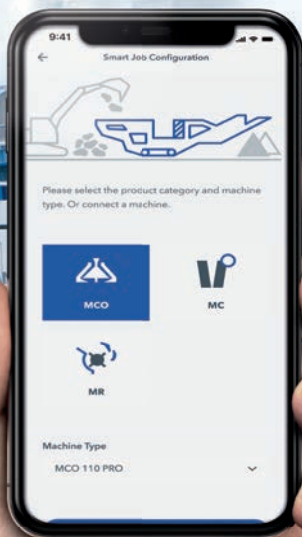 9:41
Smart Job Configuration
Please select the product category and machine
type. Or connect a machine.
MCO
MC
MR
Machine Type
MCO 110 PRO